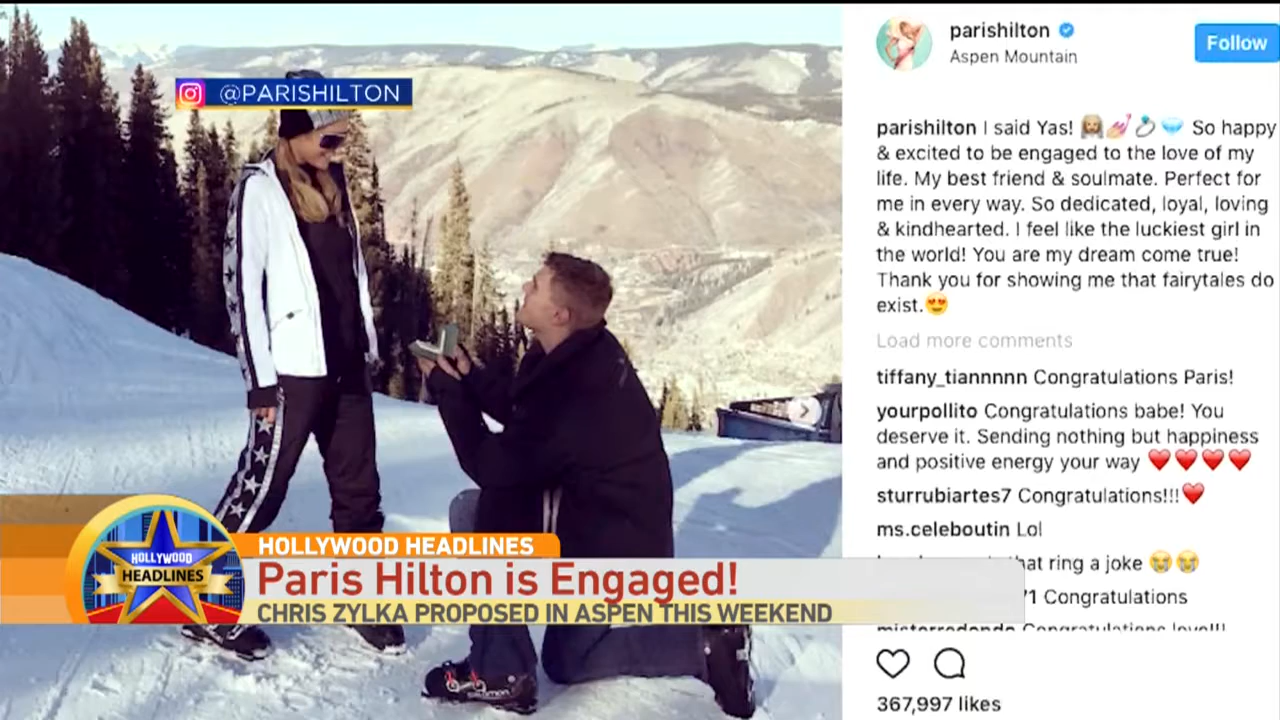 @PARISHILTON
parishilton
Aspen Mountain
Follow
parishilton I said Yas! 👰🏼💅🏼💍💎 So happy
& excited to be engaged to the love of my
life. My best friend & soulmate. Perfect for
me in every way. So dedicated, loyal, loving
& kindhearted. I feel like the luckiest girl in
the world! You are my dream come true!
Thank you for showing me that fairytales do
exist.😍
Load more comments
tiffany_tiannnnn Congratulations Paris!
yourpollito Congratulations babe! You
deserve it. Sending nothing but happiness
and positive energy your way ❤️❤️❤️❤️
sturrubiartes7 Congratulations!!!❤️
ms.celeboutin Lol
that ring a joke 😭😭
Congratulations
misterredondo Congratulations love!!!
367,997 likes
HOLLYWOOD
HEADLINES
HOLLYWOOD HEADLINES
Paris Hilton is Engaged!
CHRIS ZYLKA PROPOSED IN ASPEN THIS WEEKEND
salomon